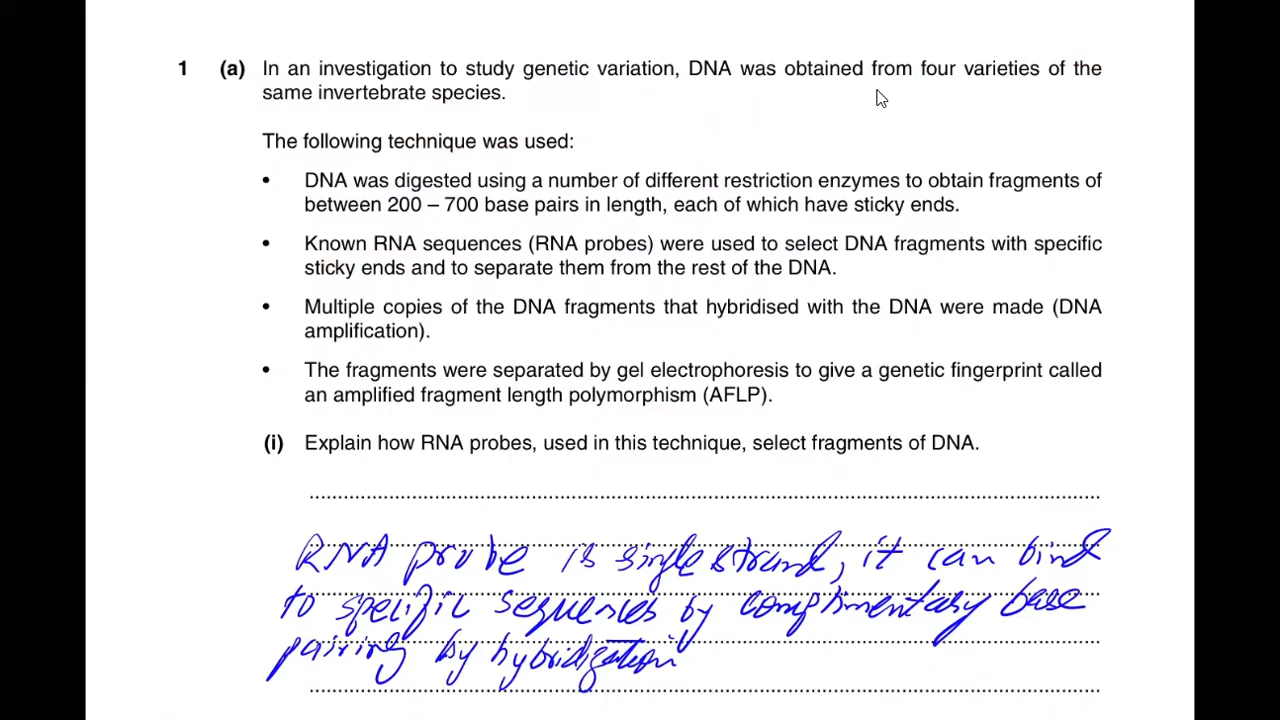 1 (a) In an investigation to study genetic variation, DNA was obtained from four varieties of the
same invertebrate species.
The following technique was used:
• DNA was digested using a number of different restriction enzymes to obtain fragments of
between 200 – 700 base pairs in length, each of which have sticky ends.
• Known RNA sequences (RNA probes) were used to select DNA fragments with specific
sticky ends and to separate them from the rest of the DNA.
• Multiple copies of the DNA fragments that hybridised with the DNA were made (DNA
amplification).
• The fragments were separated by gel electrophoresis to give a genetic fingerprint called
an amplified fragment length polymorphism (AFLP).
(i) Explain how RNA probes, used in this technique, select fragments of DNA.
RNA probe is single strand, it can bind
to specific sequences by complimentary base
pairing by hybridization